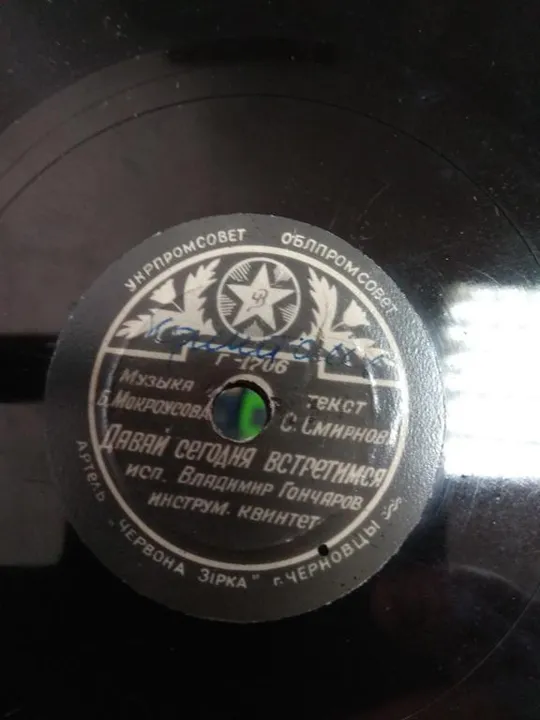 УКРПРОМСОВЕТ ОБЛПРОМСОВЕТ
Г-1706
Музыка текст
Б. Мокроусова С. Смирнова
ДАВАЙ СЕГОДНЯ ВСТРЕТИМСЯ
исп. Владимир Гончаров
инструм. квинтет
Артель „ЧЕРВОНА ЗІРКА" г. ЧЕРНОВЦЫ